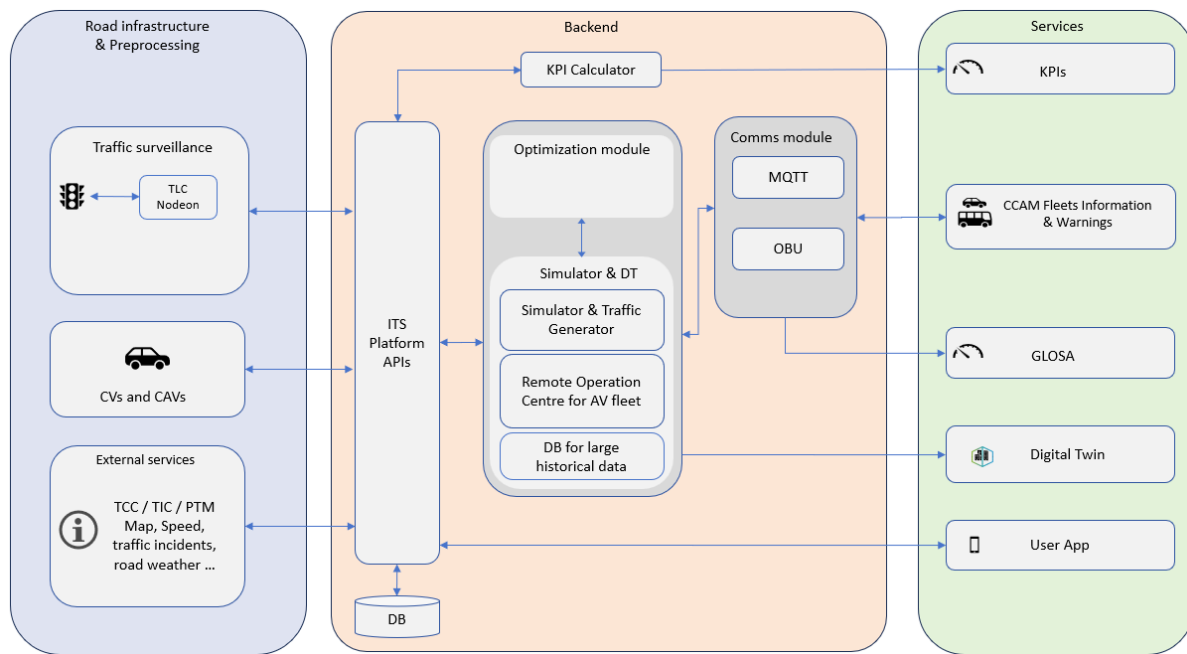 Road infrastructure
& Preprocessing
Traffic surveillance
TLC
Nodeon
CVs and CAVs
External services
TCC / TIC / PTM
Map, Speed,
traffic incidents,
road weather ...
Backend
KPI Calculator
ITS
Platform
APIs
DB
Optimization module
Simulator & DT
Simulator & Traffic
Generator
Remote Operation
Centre for AV fleet
DB for large
historical data
Comms module
MQTT
OBU
Services
KPIs
CCAM Fleets Information
& Warnings
GLOSA
Digital Twin
User App